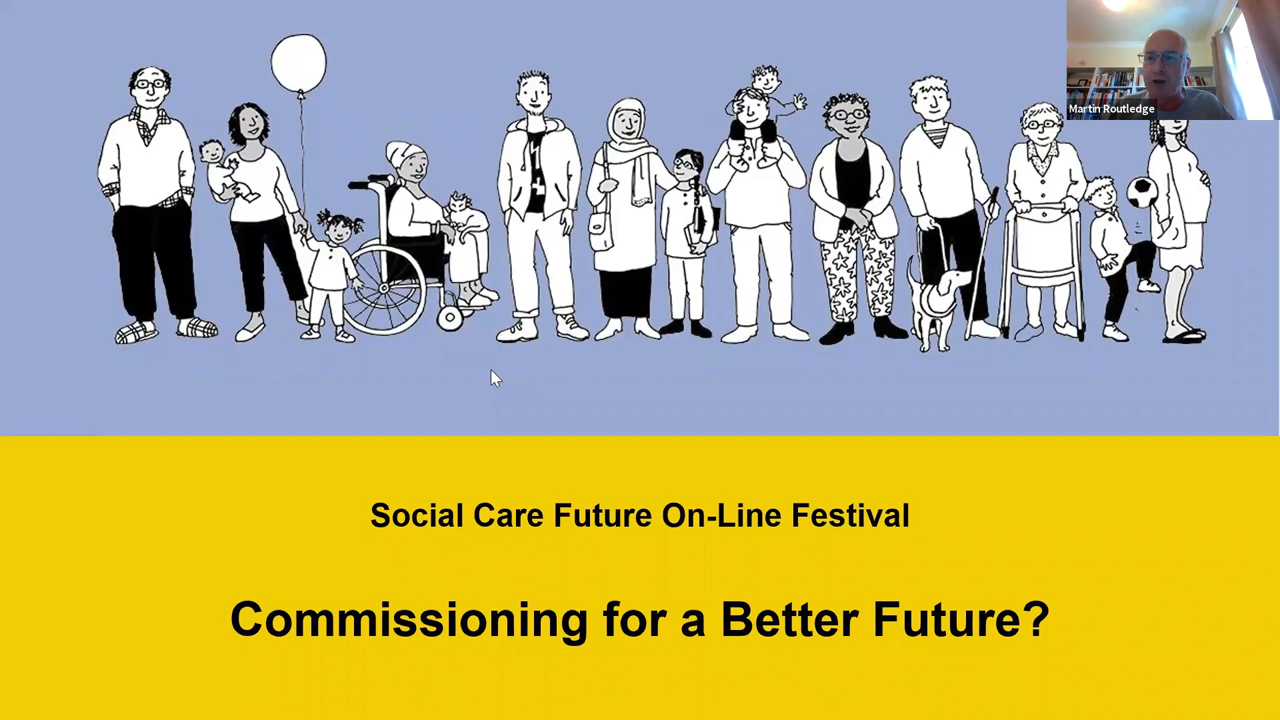 Martin Routledge
Social Care Future On-Line Festival
Commissioning for a Better Future?